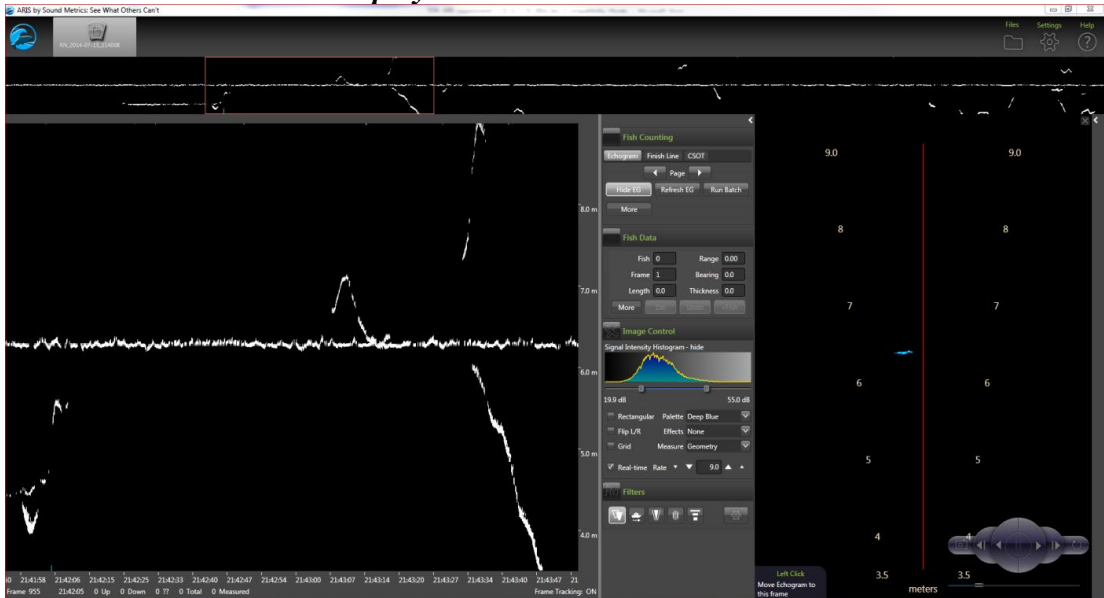 ARIS by Sound Metrics: See What Others Can't
Files Settings Help
Fish Counting
Echogram Finish Line CSOT
Page
Hide EG Refresh EG Run Batch
More
Fish Data
Fish 0 Range 0.00
Frame 1 Bearing 0.0
Length 0.0 Thickness 0.0
More
Image Control
Signal Intensity Histogram - hide
19.9 dB 55.0 dB
Rectangular Palette Deep Blue
Flip L/R Effects None
Grid Measure Geometry
Real-time Rate 9.0
Filters
8.0 m
7.0 m
6.0 m
5.0 m
4.0 m
9.0 9.0
8 8
7 7
6 6
5 5
4 4
3.5 meters 3.5
Left Click
Move Echogram to
this frame
21:41:58 21:42:06 21:42:15 21:42:25 21:42:33 21:42:40 21:42:47 21:42:54 21:43:00 21:43:07 21:43:14 21:43:20 21:43:27 21:43:34 21:43:40 21:43:47 21
Frame 955 21:42:05 0 Up 0 Down 0 ?? 0 Total 0 Measured Frame Tracking: ON